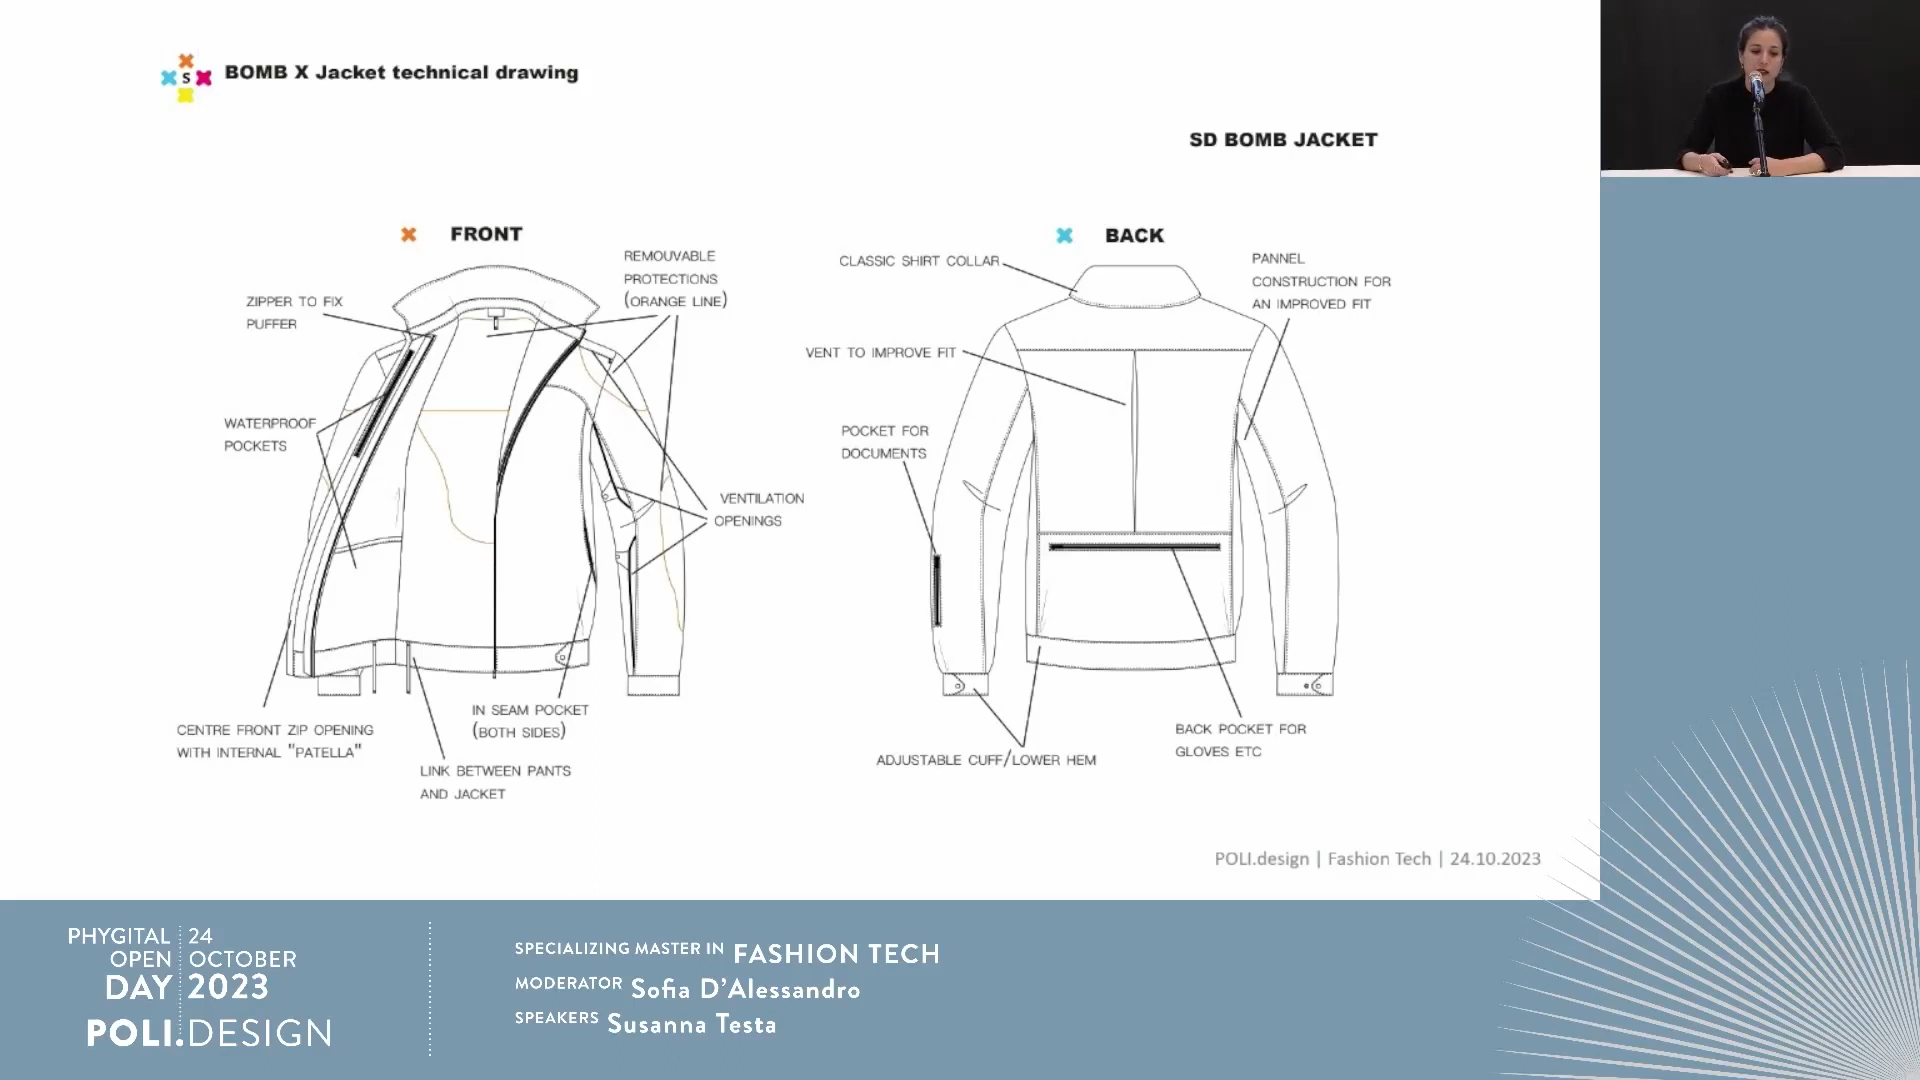 S
BOMB X Jacket technical drawing
SD BOMB JACKET
FRONT
REMOUVABLE
PROTECTIONS
(ORANGE LINE)
ZIPPER TO FIX
PUFFER
WATERPROOF
POCKETS
VENTILATION
OPENINGS
IN SEAM POCKET
(BOTH SIDES)
CENTRE FRONT ZIP OPENING
WITH INTERNAL "PATELLA"
LINK BETWEEN PANTS
AND JACKET
BACK
CLASSIC SHIRT COLLAR
PANNEL
CONSTRUCTION FOR
AN IMPROVED FIT
VENT TO IMPROVE FIT
POCKET FOR
DOCUMENTS
BACK POCKET FOR
GLOVES ETC
ADJUSTABLE CUFF/LOWER HEM
POLI.design | Fashion Tech | 24.10.2023
PHYGITAL 24
OPEN OCTOBER
DAY 2023
POLI.DESIGN
SPECIALIZING MASTER IN FASHION TECH
MODERATOR Sofia D'Alessandro
SPEAKERS Susanna Testa